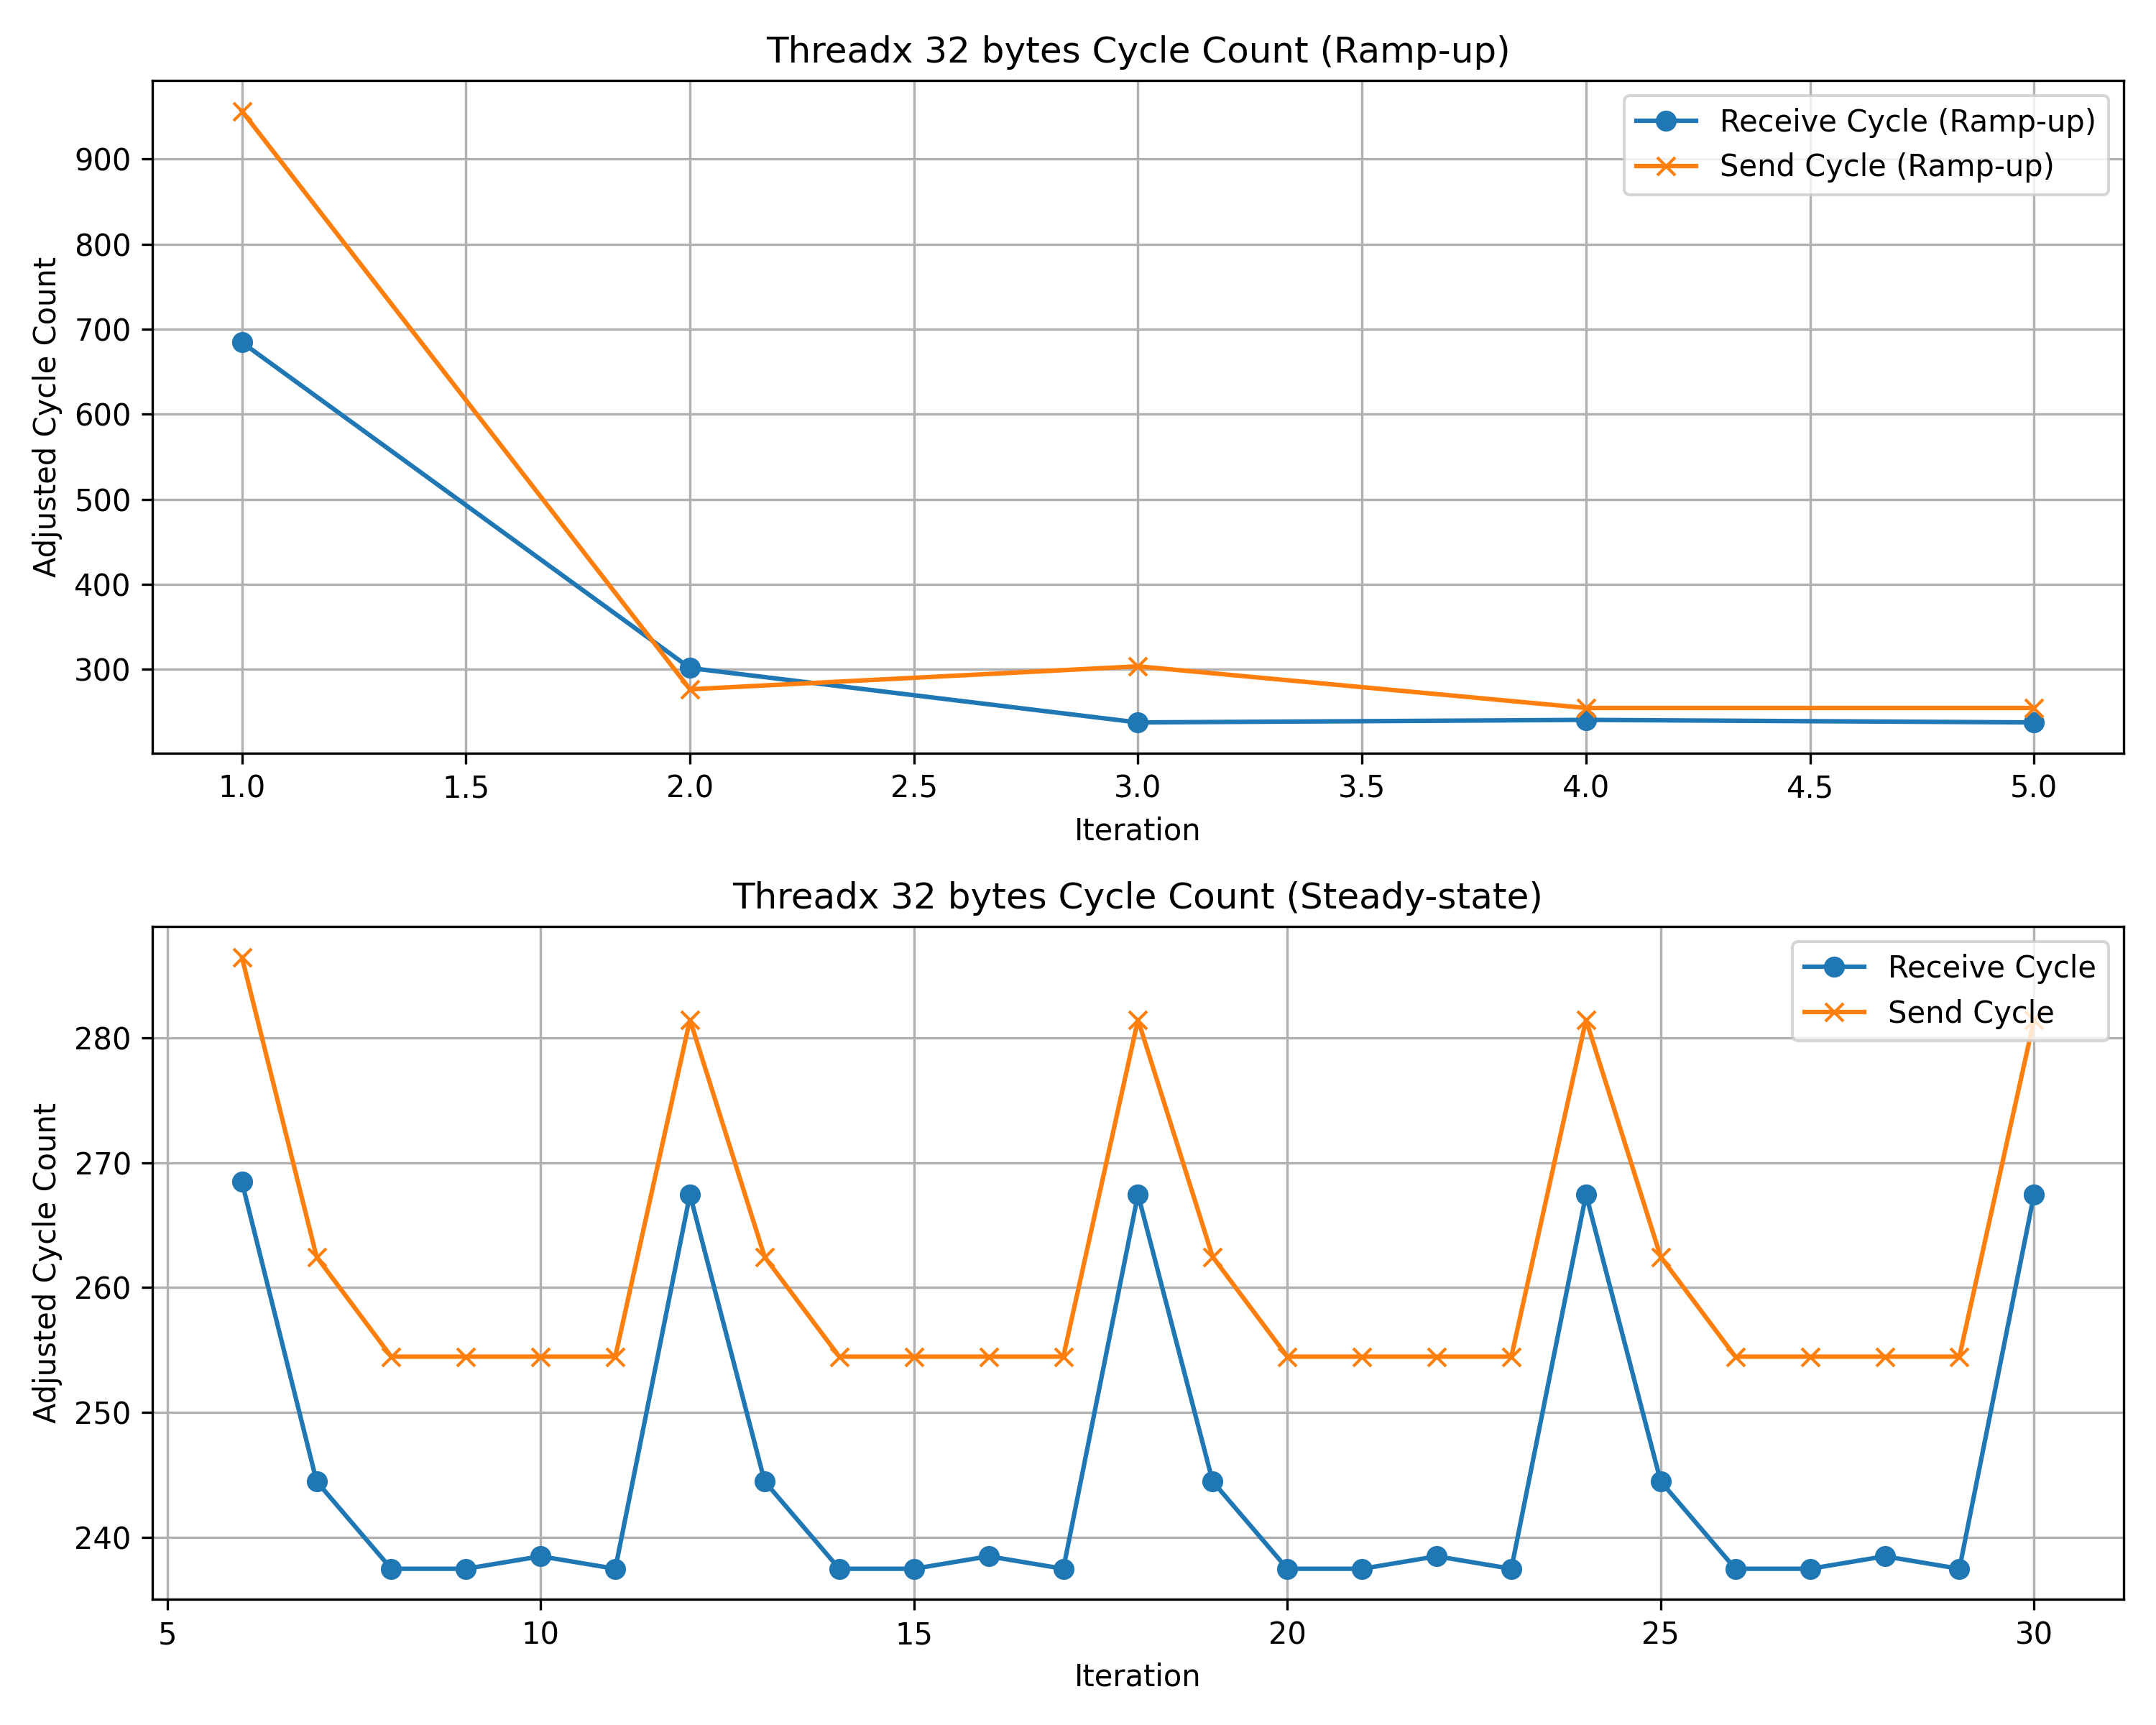 Threadx 32 bytes Cycle Count (Ramp-up)
Receive Cycle (Ramp-up)
Send Cycle (Ramp-up)
Adjusted Cycle Count
900
800
700
600
500
400
300
1.0 1.5 2.0 2.5 3.0 3.5 4.0 4.5 5.0
Iteration
Threadx 32 bytes Cycle Count (Steady-state)
Receive Cycle
Send Cycle
Adjusted Cycle Count
280
270
260
250
240
5 10 15 20 25 30
Iteration